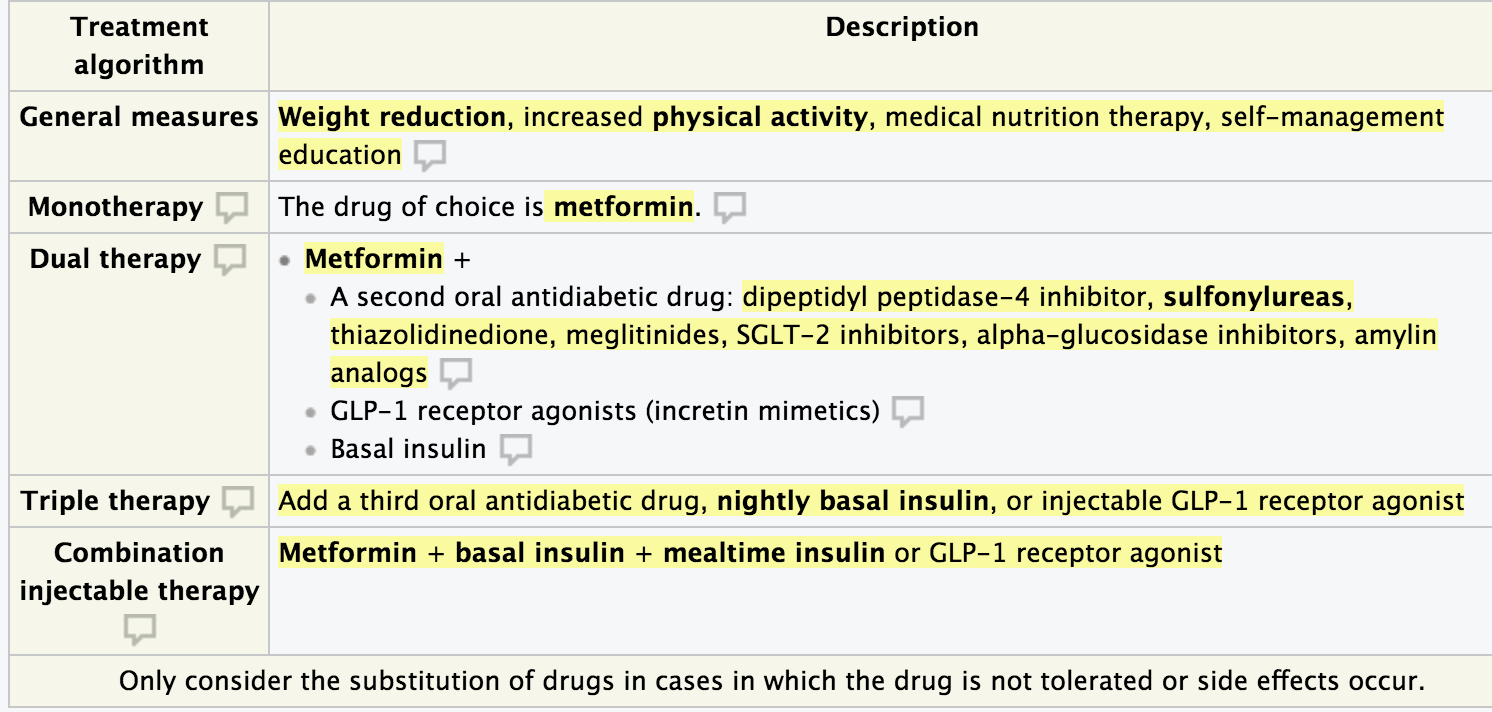 Treatment algorithm
Description
General measures
Weight reduction, increased physical activity, medical nutrition therapy, self-management
education
Monotherapy
The drug of choice is metformin.
Dual therapy
• Metformin +
• A second oral antidiabetic drug: dipeptidyl peptidase-4 inhibitor, sulfonylureas,
thiazolidinedione, meglitinides, SGLT-2 inhibitors, alpha-glucosidase inhibitors, amylin
analogs
• GLP-1 receptor agonists (incretin mimetics)
• Basal insulin
Triple therapy
Add a third oral antidiabetic drug, nightly basal insulin, or injectable GLP-1 receptor agonist
Combination
injectable therapy
Metformin + basal insulin + mealtime insulin or GLP-1 receptor agonist
Only consider the substitution of drugs in cases in which the drug is not tolerated or side effects occur.